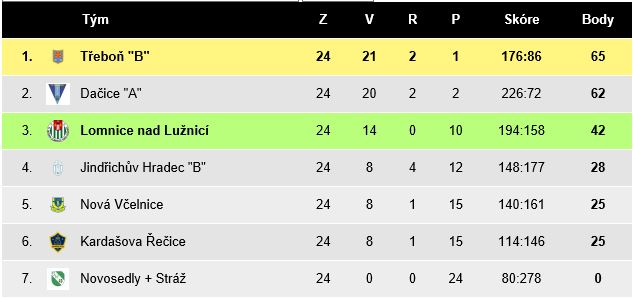 Tým Z V R P Skóre Body
1. Třeboň "B" 24 21 2 1 176:86 65
2. Dačice "A" 24 20 2 2 226:72 62
3. Lomnice nad Lužnicí 24 14 0 10 194:158 42
4. Jindřichův Hradec "B" 24 8 4 12 148:177 28
5. Nová Včelnice 24 8 1 15 140:161 25
6. Kardašova Řečice 24 8 1 15 114:146 25
7. Novosedly + Stráž 24 0 0 24 80:278 0